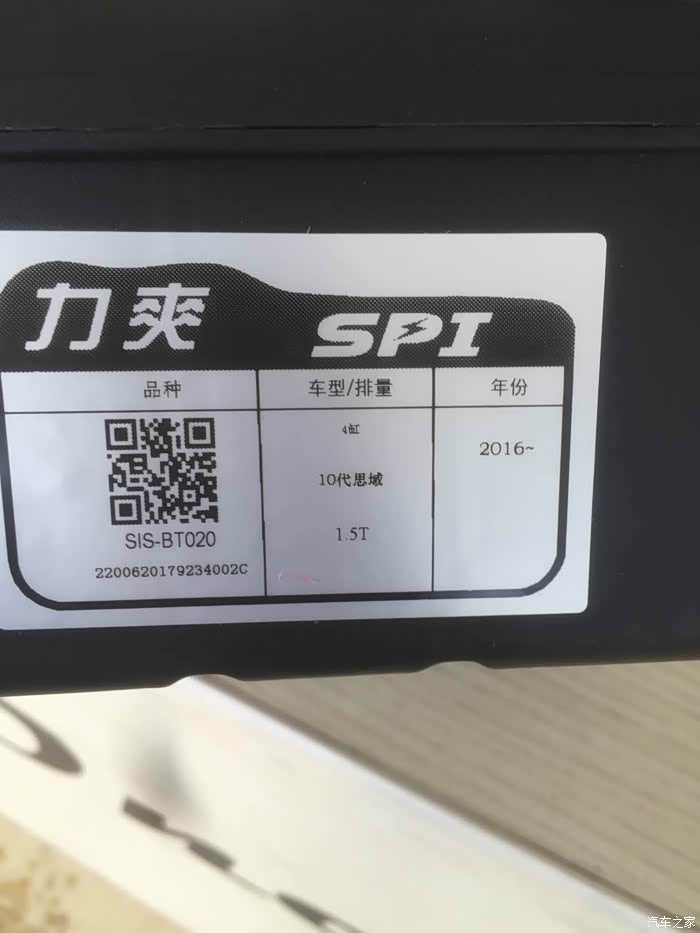 力爽 SPI
品种 车型/排量 年份
4缸
2016~
10代思域
1.5T
SIS-BT020
2200620179234002C
汽车之家